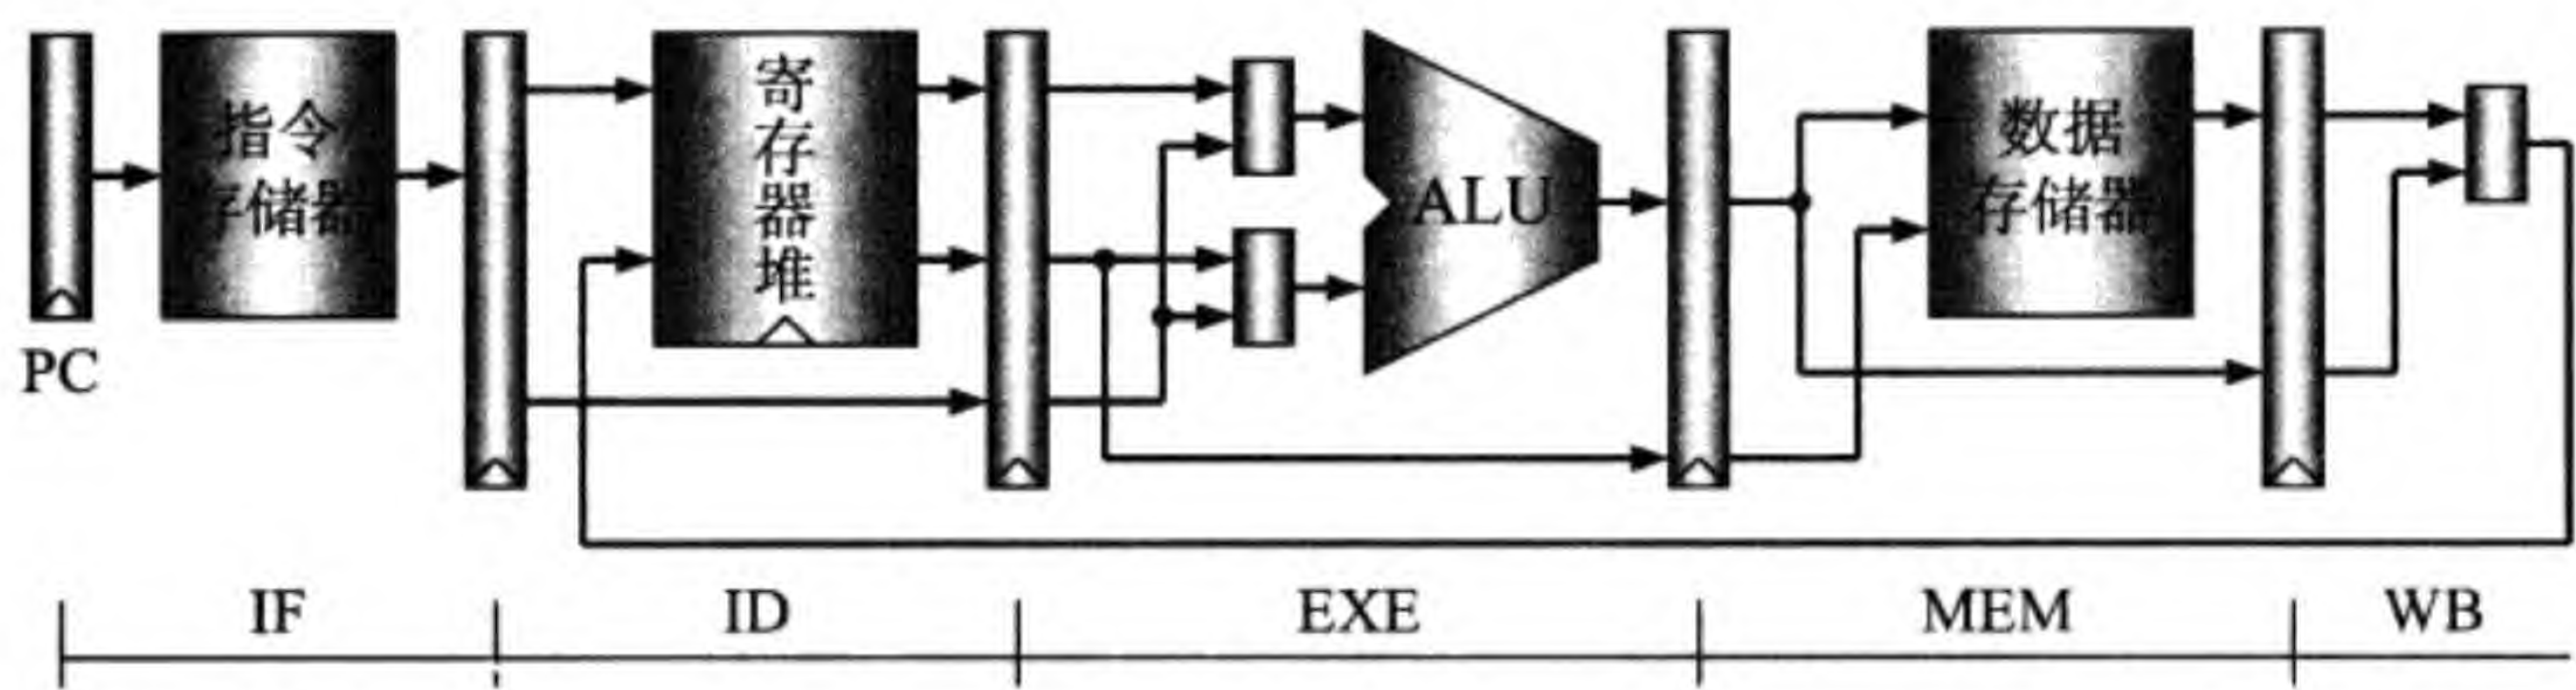 指令
存储器
寄
存
器
堆
ALU
数据
存储器
PC
IF
ID
EXE
MEM
WB